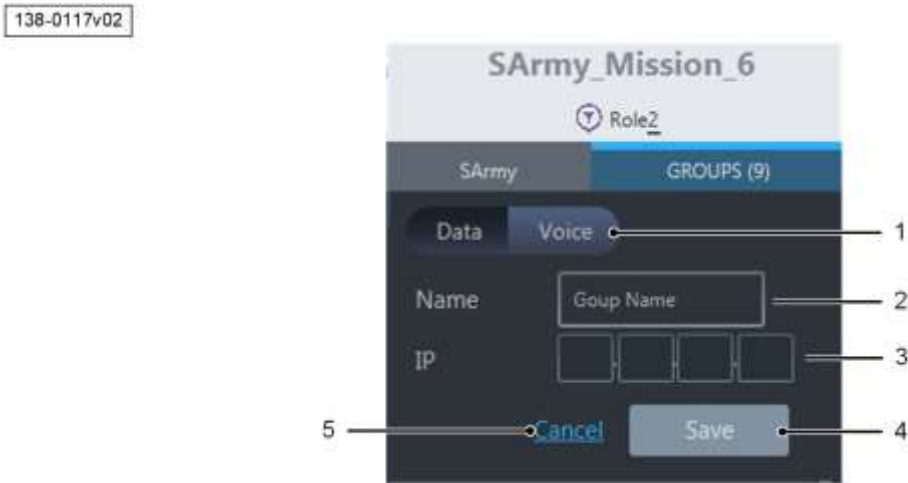 138-0117v02
SArmy_Mission_6
Role2
SArmy GROUPS (9)
Data Voice 1
Name Goup Name 2
IP . . . 3
5 Cancel Save 4